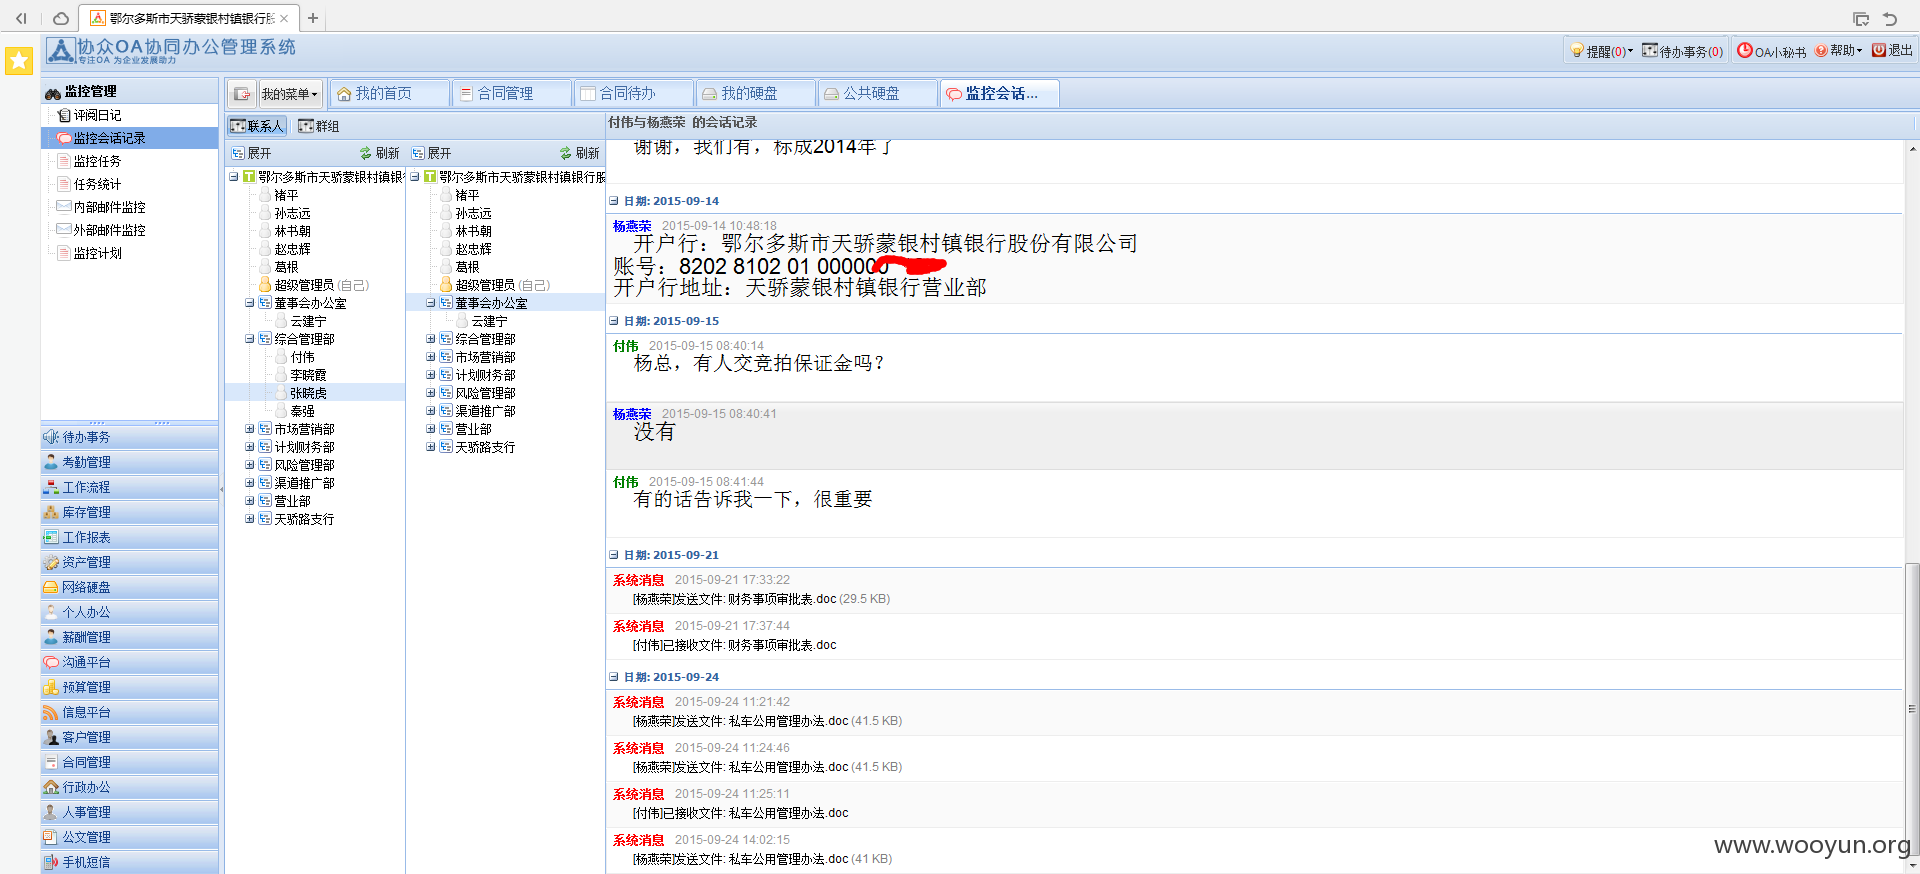 鄂尔多斯市天骄蒙银村镇银行股
协众OA协同办公管理系统
专注OA 为企业发展助力
提醒(0)
待办事务(0)
OA小秘书
帮助
退出
监控管理
评阅日记
监控会话记录
监控任务
任务统计
内部邮件监控
外部邮件监控
监控计划
待办事务
考勤管理
工作流程
库存管理
工作报表
资产管理
网络硬盘
个人办公
薪酬管理
沟通平台
预算管理
信息平台
客户管理
合同管理
行政办公
人事管理
公文管理
手机短信
我的菜单
我的首页
合同管理
合同待办
我的硬盘
公共硬盘
监控会话...
联系人
群组
展开
刷新
鄂尔多斯市天骄蒙银村镇银行
褚平
孙志远
林书朝
赵忠辉
葛根
超级管理员(自己)
董事会办公室
云建宁
综合管理部
付伟
李晓霞
张晓虎
秦强
市场营销部
计划财务部
风险管理部
渠道推广部
营业部
天骄路支行
展开
刷新
鄂尔多斯市天骄蒙银村镇银行股
褚平
孙志远
林书朝
赵忠辉
葛根
超级管理员(自己)
董事会办公室
云建宁
综合管理部
市场营销部
计划财务部
风险管理部
渠道推广部
营业部
天骄路支行
付伟与杨燕荣 的会话记录
谢谢，我们有，标成2014年了
日期: 2015-09-14
杨燕荣 2015-09-14 10:48:18
开户行：鄂尔多斯市天骄蒙银村镇银行股份有限公司
账号：8202 8102 01 000000
开户行地址：天骄蒙银村镇银行营业部
日期: 2015-09-15
付伟 2015-09-15 08:40:14
杨总，有人交竞拍保证金吗？
杨燕荣 2015-09-15 08:40:41
没有
付伟 2015-09-15 08:41:44
有的话告诉我一下，很重要
日期: 2015-09-21
系统消息 2015-09-21 17:33:22
[杨燕荣]发送文件: 财务事项审批表.doc (29.5 KB)
系统消息 2015-09-21 17:37:44
[付伟]已接收文件: 财务事项审批表.doc
日期: 2015-09-24
系统消息 2015-09-24 11:21:42
[杨燕荣]发送文件: 私车公用管理办法.doc (41.5 KB)
系统消息 2015-09-24 11:24:46
[杨燕荣]发送文件: 私车公用管理办法.doc (41.5 KB)
系统消息 2015-09-24 11:25:11
[付伟]已接收文件: 私车公用管理办法.doc
系统消息 2015-09-24 14:02:15
[杨燕荣]发送文件: 私车公用管理办法.doc (41 KB)
www.wooyun.org